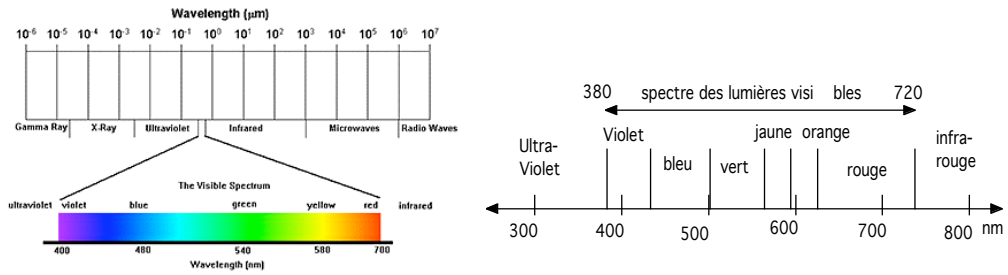 Wavelength (μm)
10⁻⁶ 10⁻⁵ 10⁻⁴ 10⁻³ 10⁻² 10⁻¹ 10⁰ 10¹ 10² 10³ 10⁴ 10⁵ 10⁶ 10⁷
Gamma Ray X-Ray Ultraviolet Infrared Microwaves Radio Waves
The Visible Spectrum
ultraviolet violet blue green yellow red infrared
400 480 540 580 700
Wavelength (nm)
380 spectre des lumières visi bles 720
Ultra-
Violet
Violet
bleu
vert
jaune orange
rouge
infra-
rouge
300 400 500 600 700 800 nm